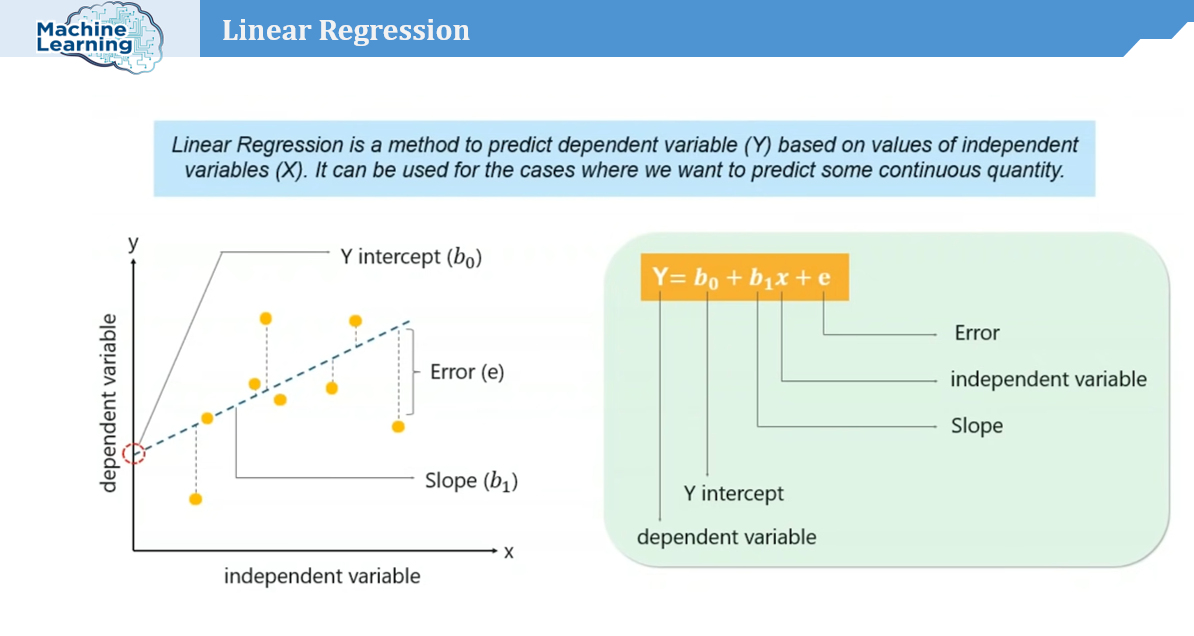 Machine
Learning
Linear Regression
Linear Regression is a method to predict dependent variable (Y) based on values of independent
variables (X). It can be used for the cases where we want to predict some continuous quantity.
y
Y intercept (b₀)
dependent variable
Error (e)
Slope (b₁)
x
independent variable
Y= b₀ + b₁x + e
Error
independent variable
Slope
Y intercept
dependent variable